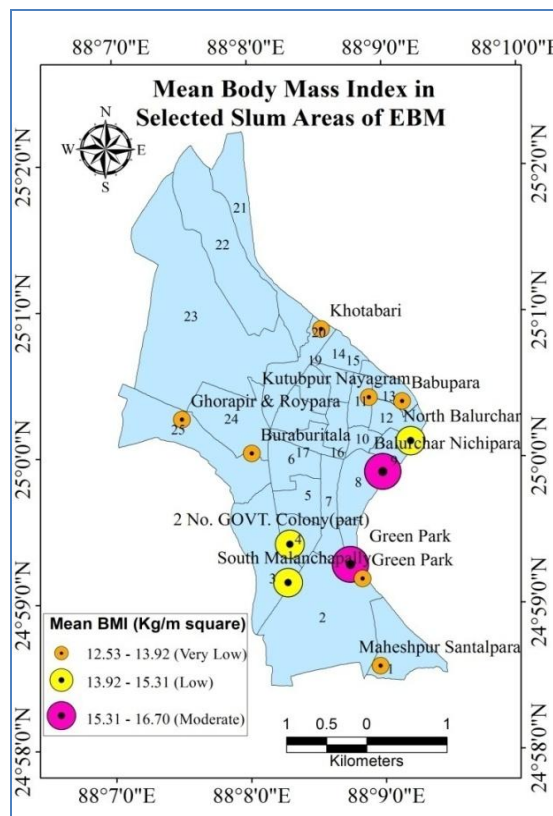 88°7'0"E 88°8'0"E 88°9'0"E 88°10'0"E
Mean Body Mass Index in
Selected Slum Areas of EBM
N
W E
S
25°2'0"N 25°2'0"N
21
22
25°1'0"N 25°1'0"N
23
Khotabari
20
19 14 15
Kutubpur Nayagram Babupara
Ghorapir & Roypara 11 13
24 12 North Balurchar
25 Buraburitala 10 Balurchar Nichipara
25°0'0"N 25°0'0"N
6 17 16 9
8
5 7
2 No. GOVT. Colony(part)
4 Green Park
South Malanchapally Green Park
3
24°59'0"N 24°59'0"N
2
Mean BMI (Kg/m square)
12.53 - 13.92 (Very Low)
13.92 - 15.31 (Low)
15.31 - 16.70 (Moderate)
Maheshpur Santalpara
1
1 0.5 0 1
Kilometers
24°58'0"N 24°58'0"N
88°7'0"E 88°8'0"E 88°9'0"E